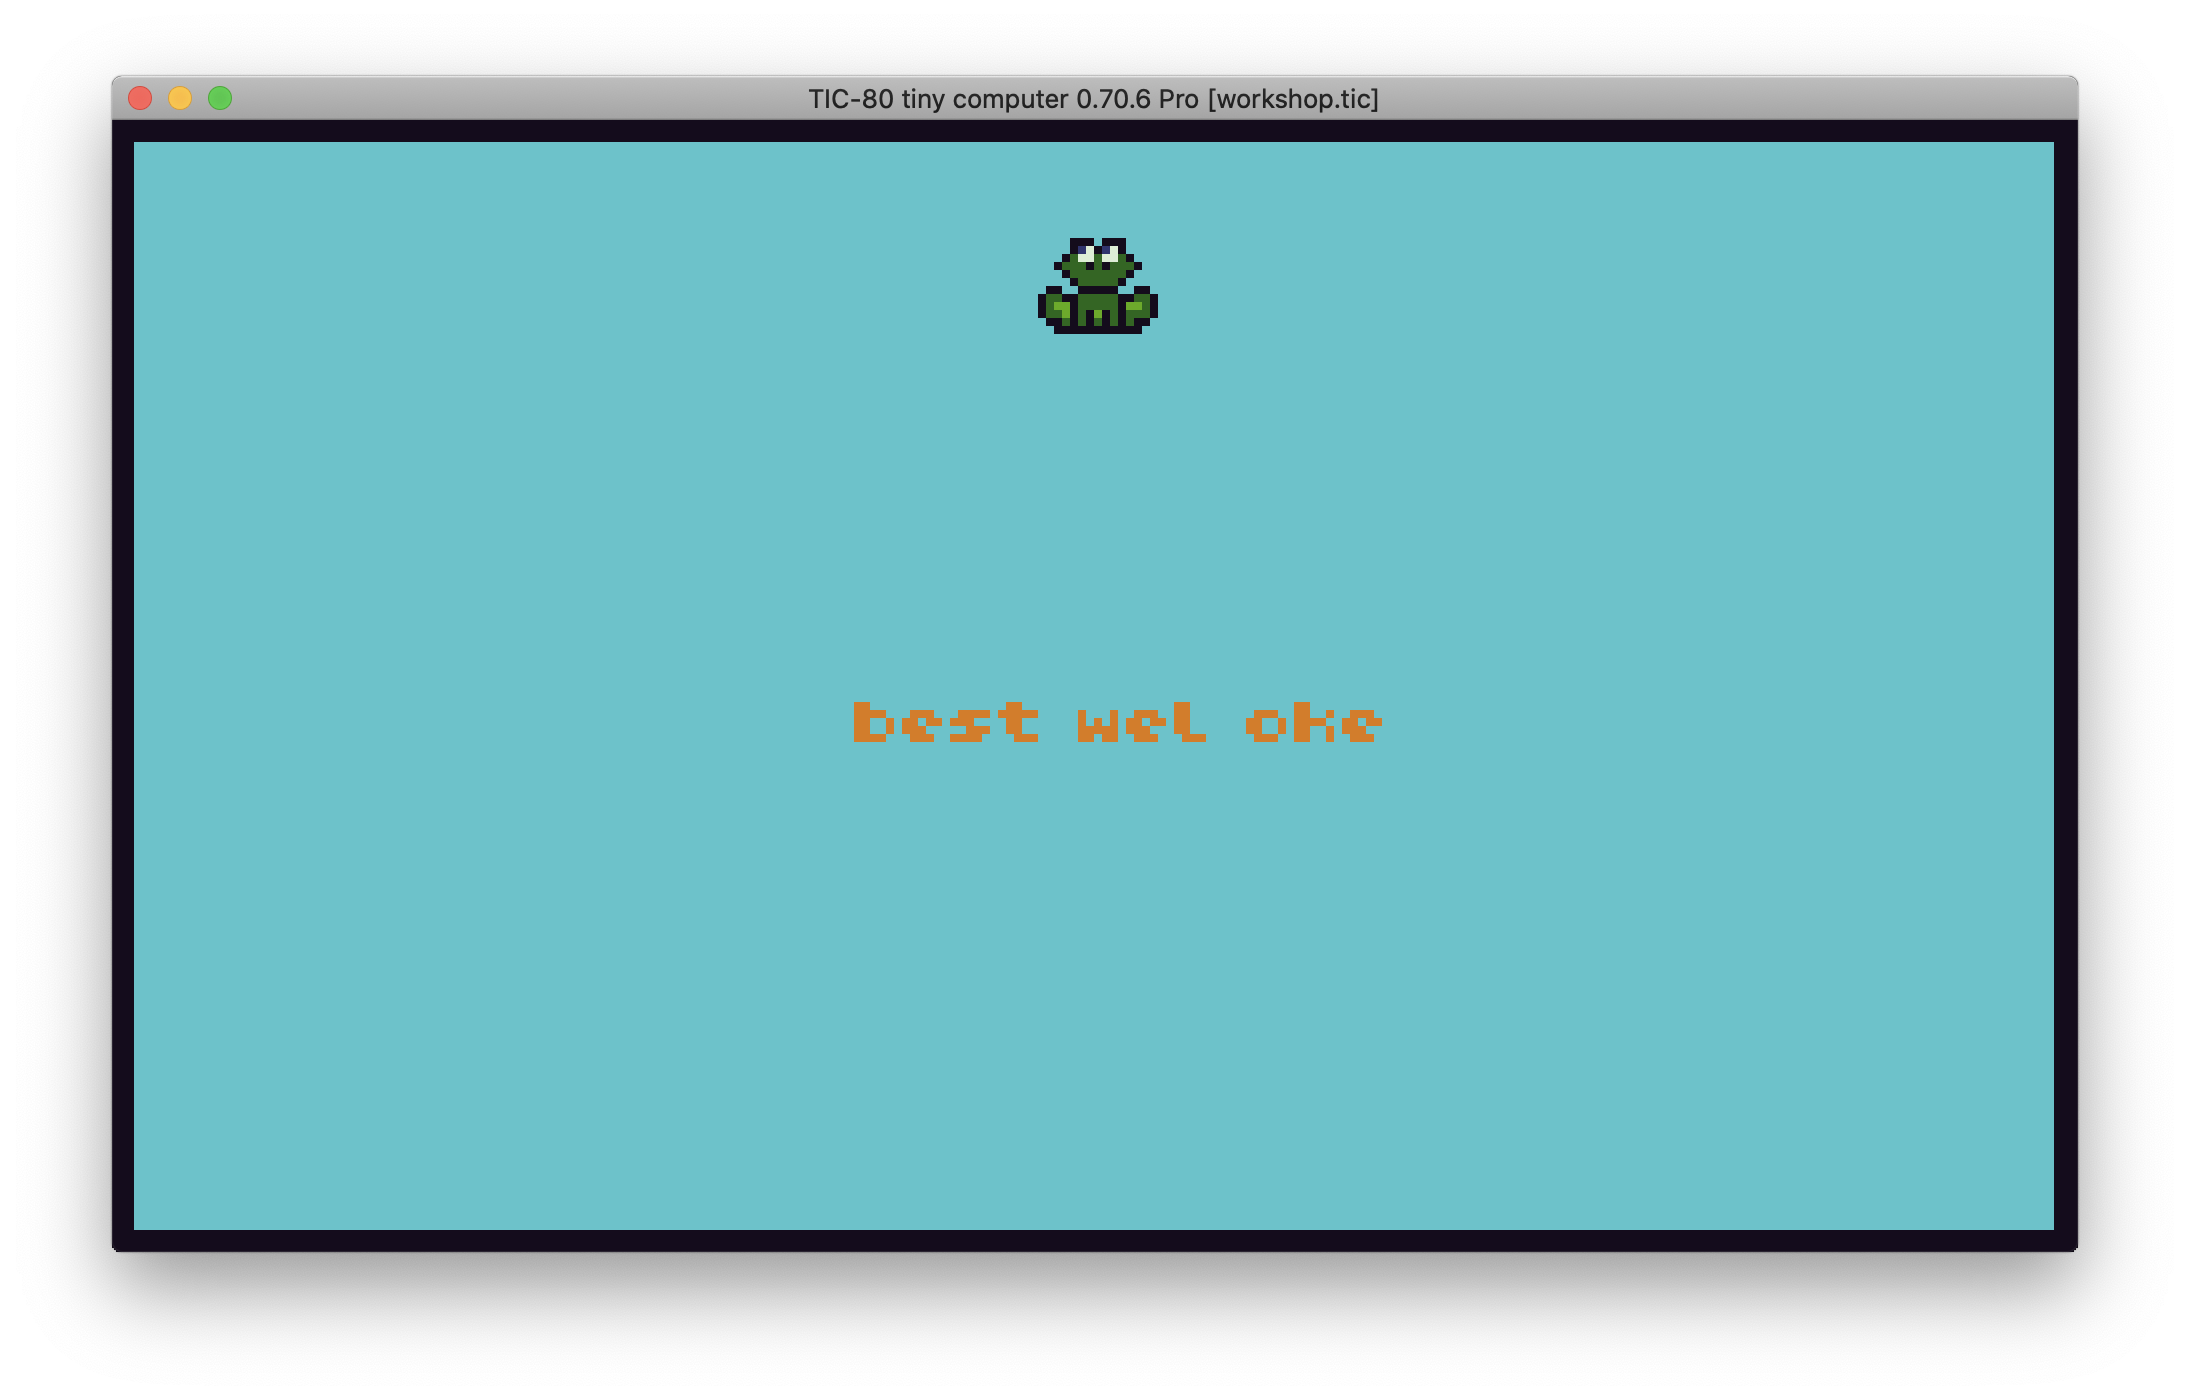 TIC-80 tiny computer 0.70.6 Pro [workshop.tic]
best wel oke